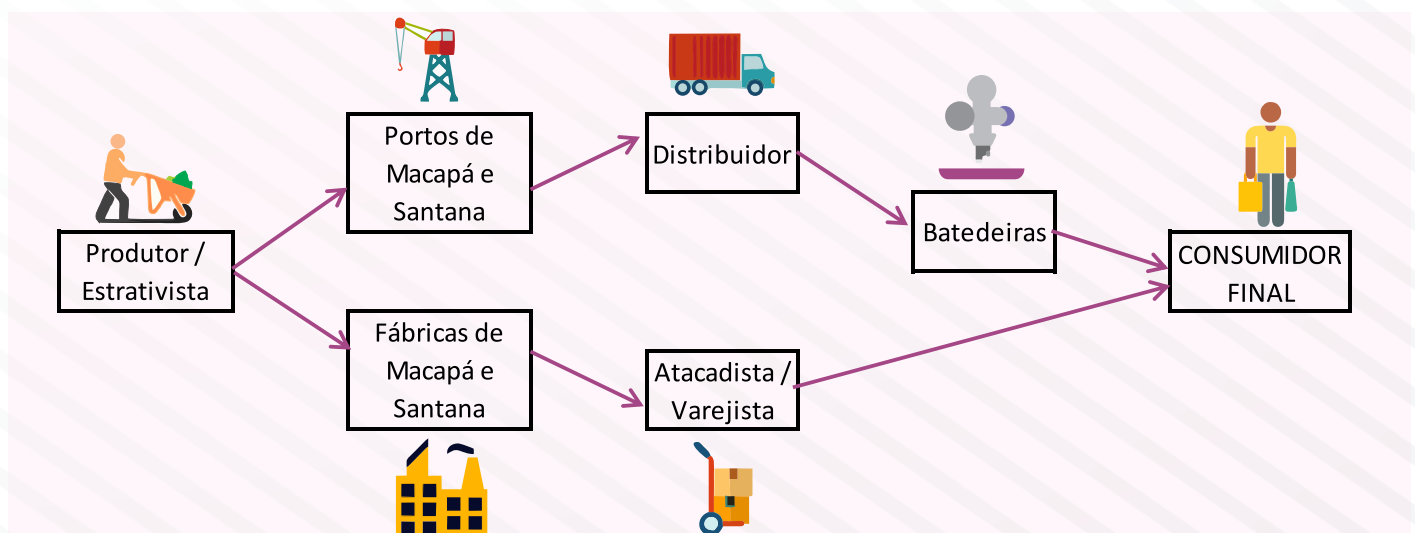 Produtor /
Estrativista
Portos de
Macapá e
Santana
Distribuidor
Batedeiras
CONSUMIDOR
FINAL
Fábricas de
Macapá e
Santana
Atacadista /
Varejista